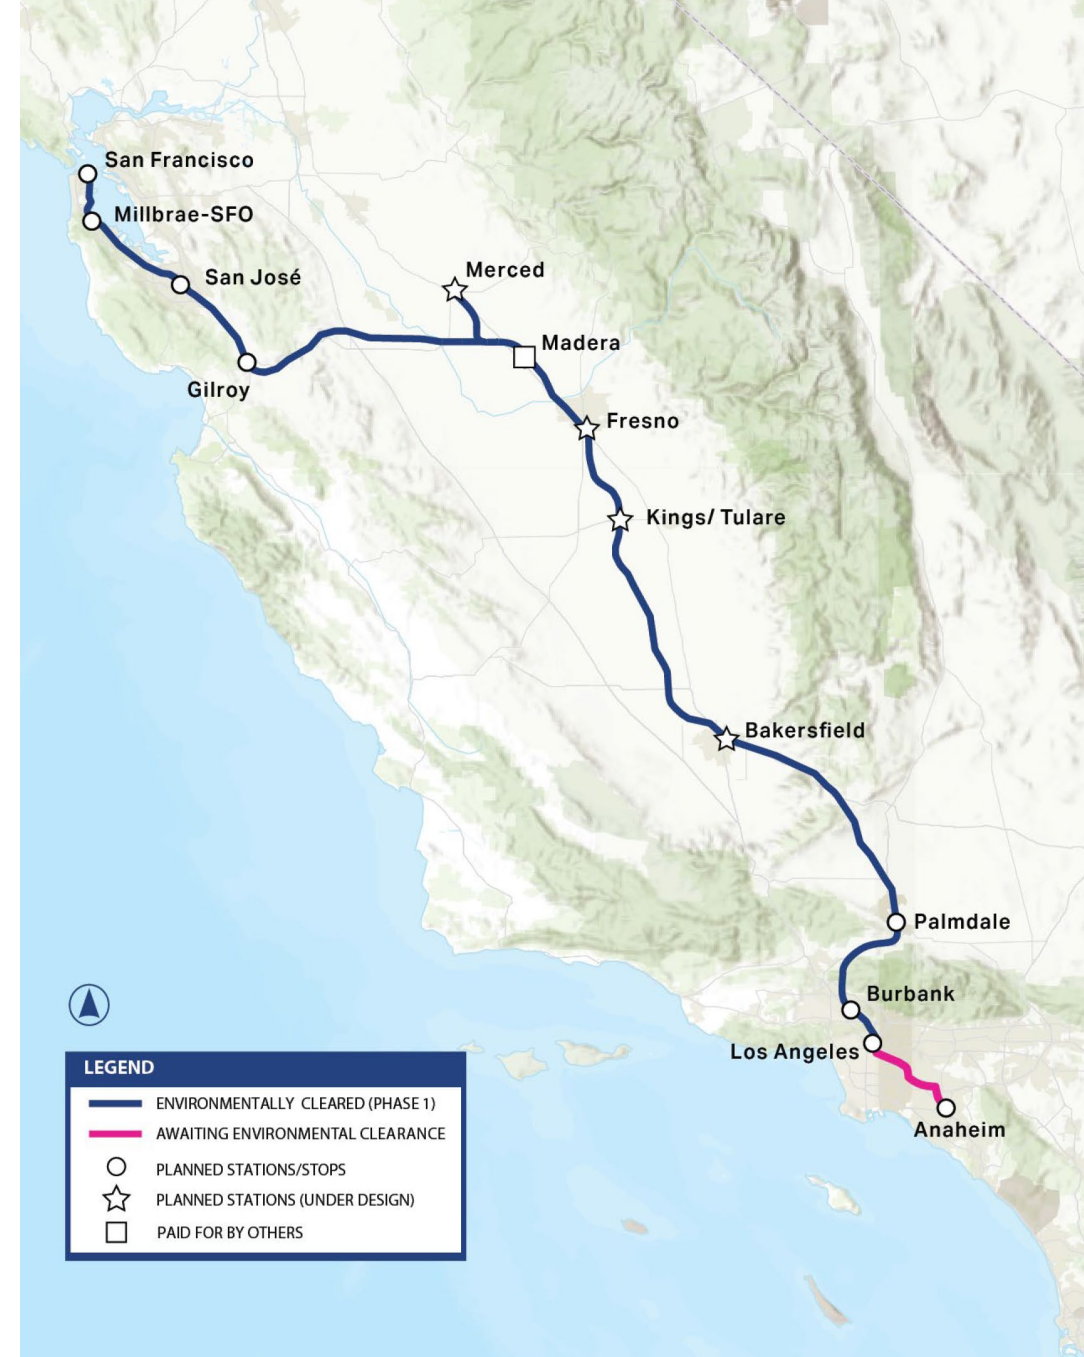 San Francisco
Millbrae-SFO
San José
Merced
Madera
Gilroy
Fresno
Kings/ Tulare
Bakersfield
Palmdale
Burbank
Los Angeles
Anaheim
LEGEND
ENVIRONMENTALLY CLEARED (PHASE 1)
AWAITING ENVIRONMENTAL CLEARANCE
PLANNED STATIONS/STOPS
PLANNED STATIONS (UNDER DESIGN)
PAID FOR BY OTHERS